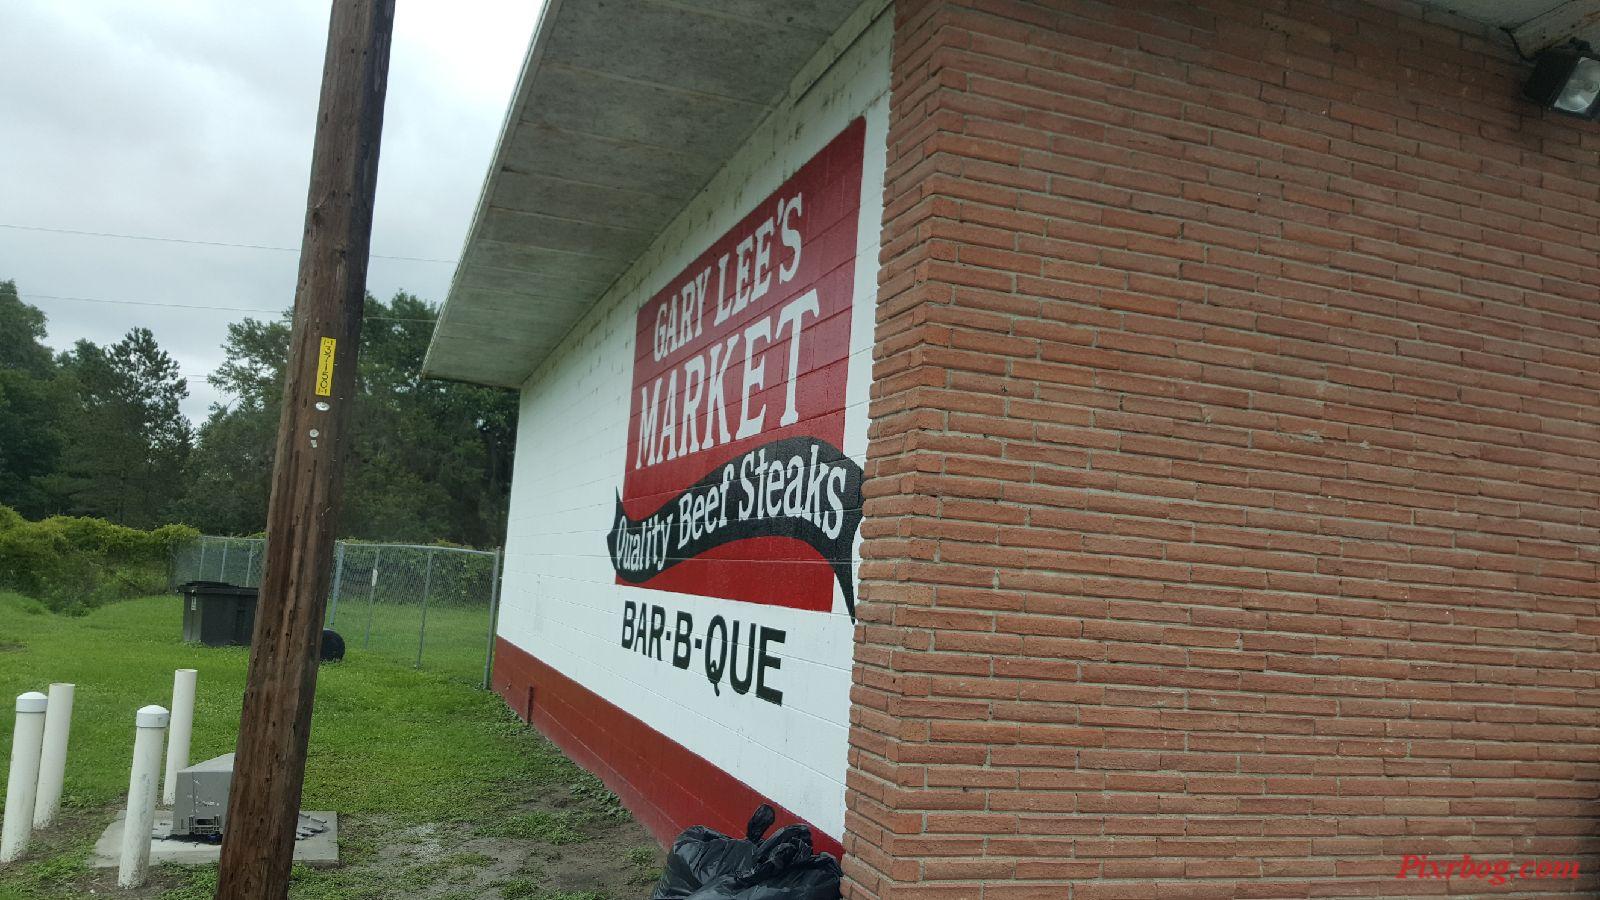 GARY LEE'S
MARKET
Quality Beef Steaks
BAR-B-QUE
Pixrbog.com